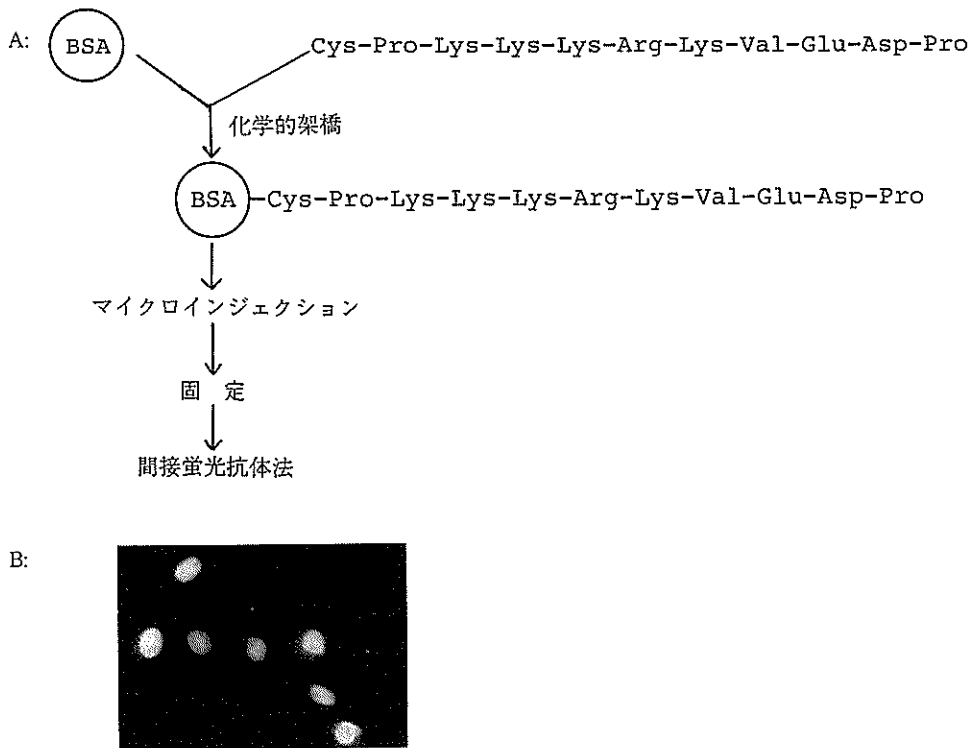 A: BSA Cys-Pro-Lys-Lys-Lys-Arg-Lys-Val-Glu-Asp-Pro
化学的架橋
BSA-Cys-Pro-Lys-Lys-Lys-Arg-Lys-Val-Glu-Asp-Pro
マイクロインジェクション
固 定
間接蛍光抗体法
B: